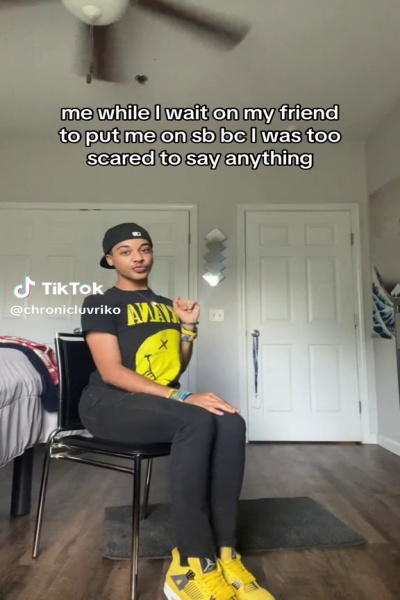 me while I wait on my friend
to put me on sb bc I was too
scared to say anything
TikTok
@chronicluvriko
NIRVANA